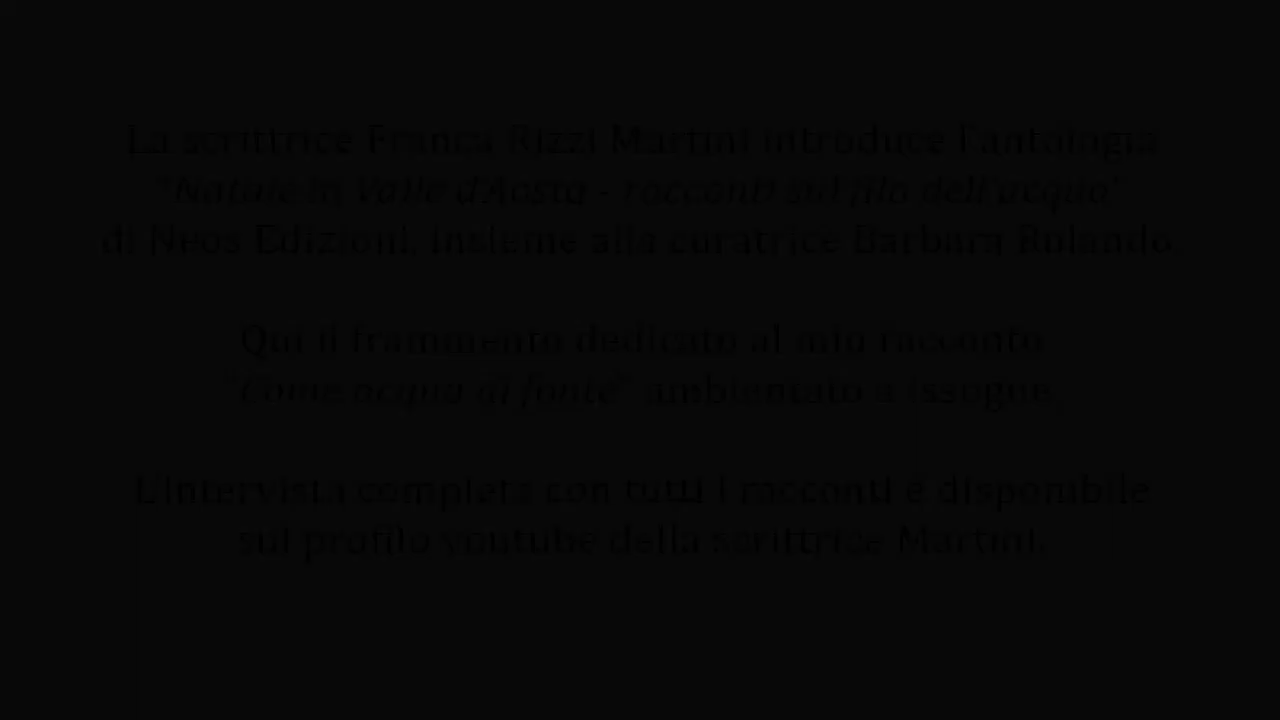 La scrittrice Franca Rizzi Martini introduce l'antologia
"Natale in Valle d'Aosta - racconti sul filo dell'acqua"
di Neos Edizioni, insieme alla curatrice Barbara Rolando.
Qui il frammento dedicato al mio racconto
"Come acqua di fonte" ambientato a Issogne
L'intervista completa con tutti i racconti è disponibile
sul profilo youtube della scrittrice Martini.